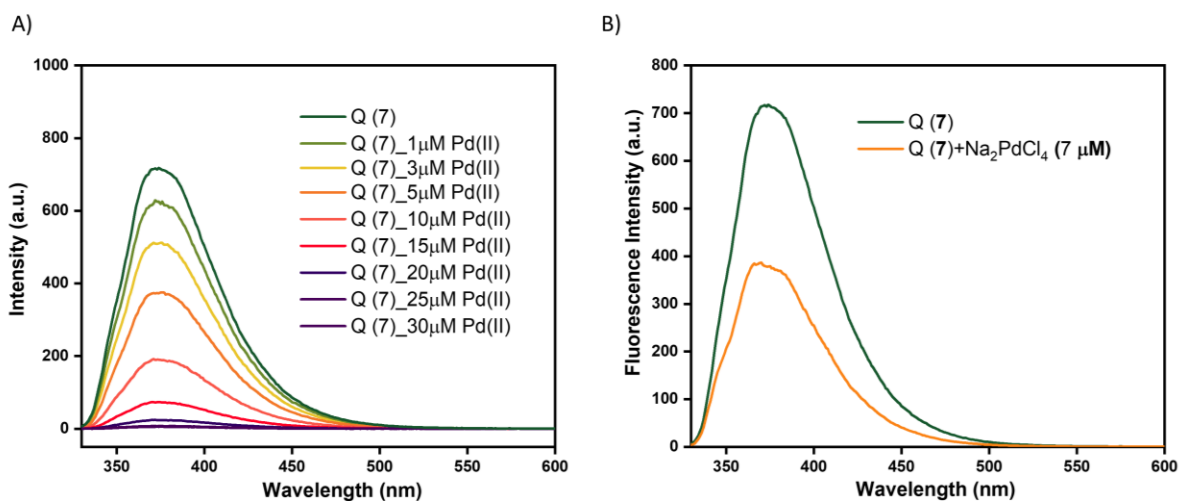 A)
1000
800
600
400
200
0
Intensity (a.u.)
350 400 450 500 550 600
Wavelength (nm)
Q (7)
Q (7)_1μM Pd(II)
Q (7)_3μM Pd(II)
Q (7)_5μM Pd(II)
Q (7)_10μM Pd(II)
Q (7)_15μM Pd(II)
Q (7)_20μM Pd(II)
Q (7)_25μM Pd(II)
Q (7)_30μM Pd(II)
B)
800
700
600
500
400
300
200
100
0
Fluorescence Intensity (a.u.)
350 400 450 500 550 600
Wavelength (nm)
Q (7)
Q (7)+Na₂PdCl₄ (7 μM)